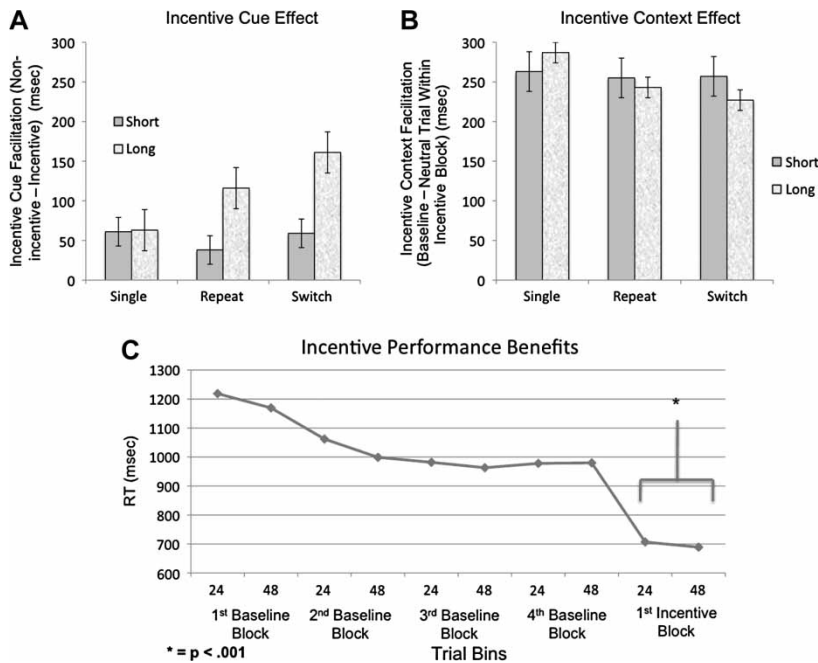 A
Incentive Cue Effect
Incentive Cue Facilitation (Non-
incentive – Incentive) (msec)
300
250
200
150
100
50
0
Short
Long
Single Repeat Switch
B
Incentive Context Effect
Incentive Context Facilitation
(Baseline – Neutral Trial Within
Incentive Block) (msec)
300
250
200
150
100
50
0
Single Repeat Switch
Short
Long
C
Incentive Performance Benefits
RT (msec)
1300
1200
1100
1000
900
800
700
600
*
24 48 24 48 24 48 24 48 24 48
1st Baseline 2nd Baseline 3rd Baseline 4th Baseline 1st Incentive
Block Block Block Block Block
* = p < .001
Trial Bins